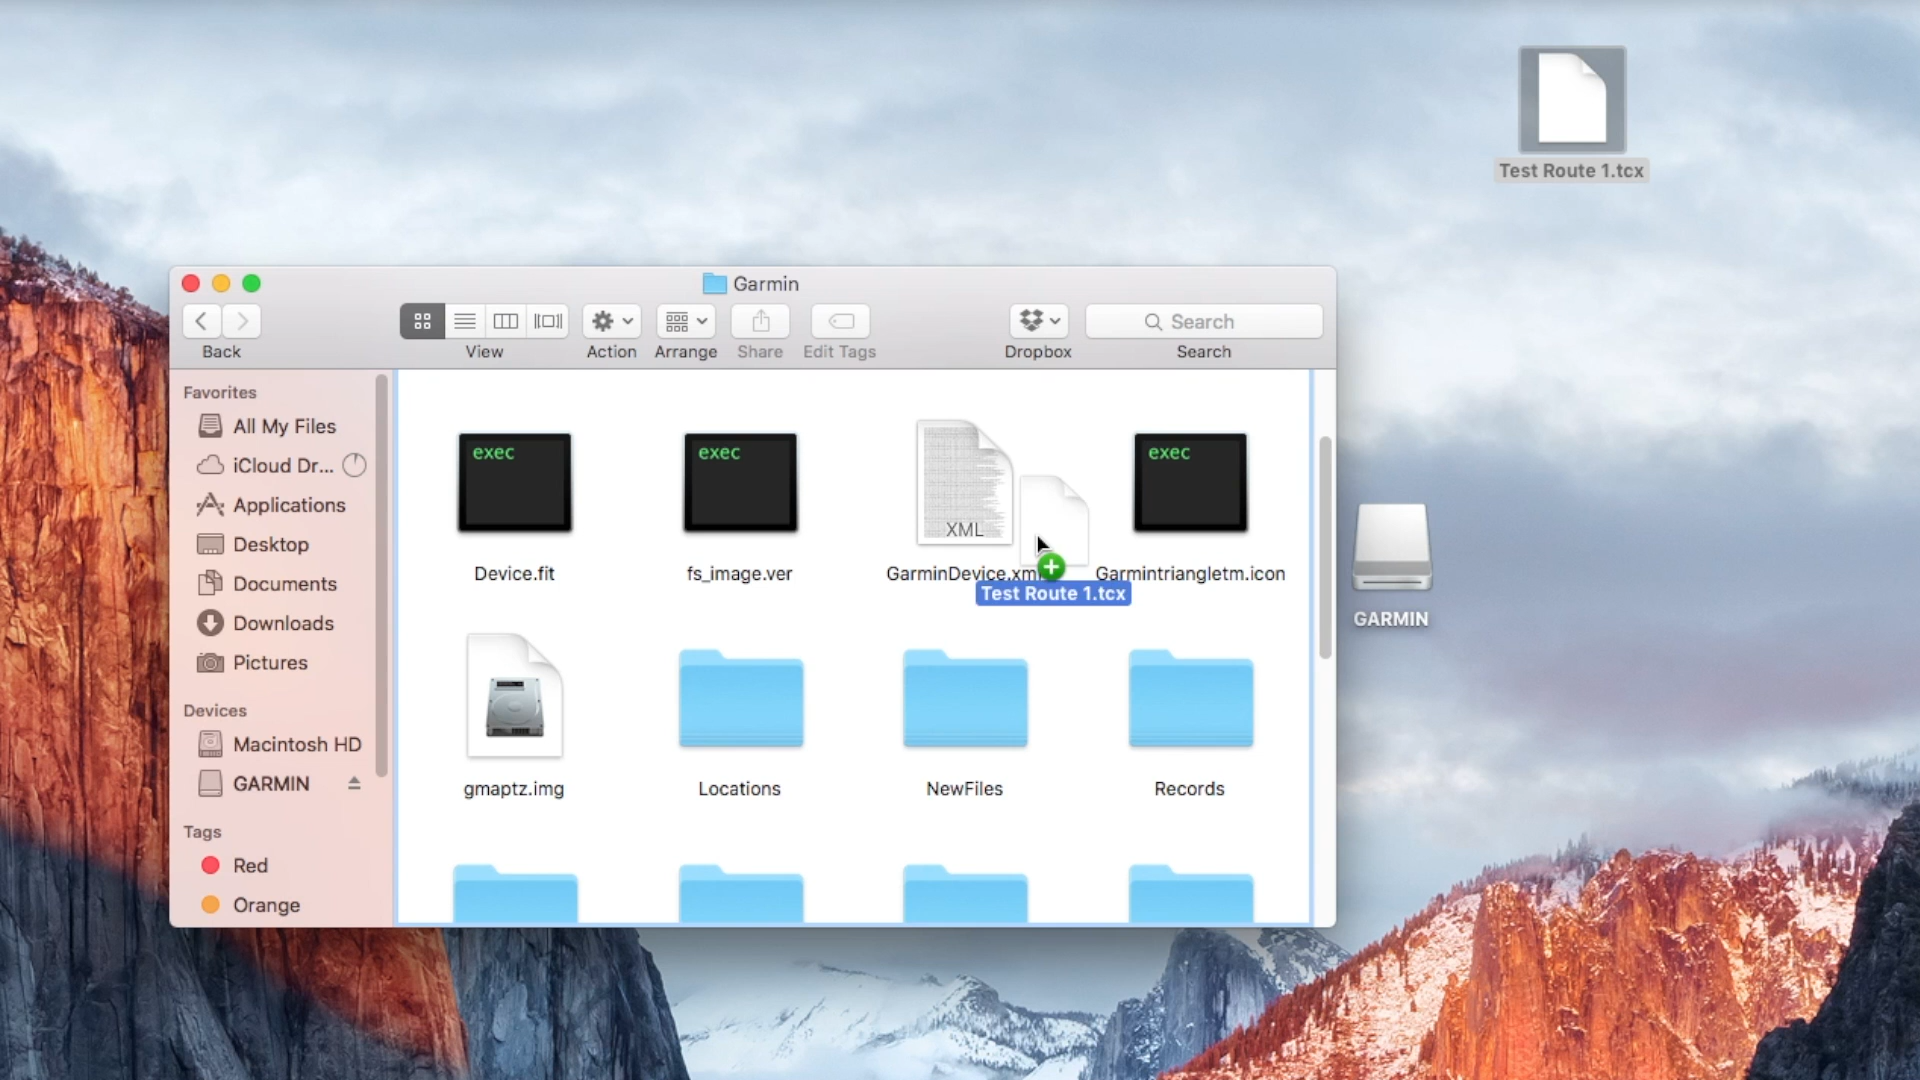 Test Route 1.tcx
Garmin
Back
View
Action
Arrange
Share
Edit Tags
Dropbox
Search
Search
Favorites
All My Files
iCloud Dr...
Applications
Desktop
Documents
Downloads
Pictures
Devices
Macintosh HD
GARMIN
Tags
Red
Orange
exec
exec
XML
exec
Device.fit
fs_image.ver
GarminDevice.xml
Garmintriangletm.icon
Test Route 1.tcx
gmaptz.img
Locations
NewFiles
Records
GARMIN